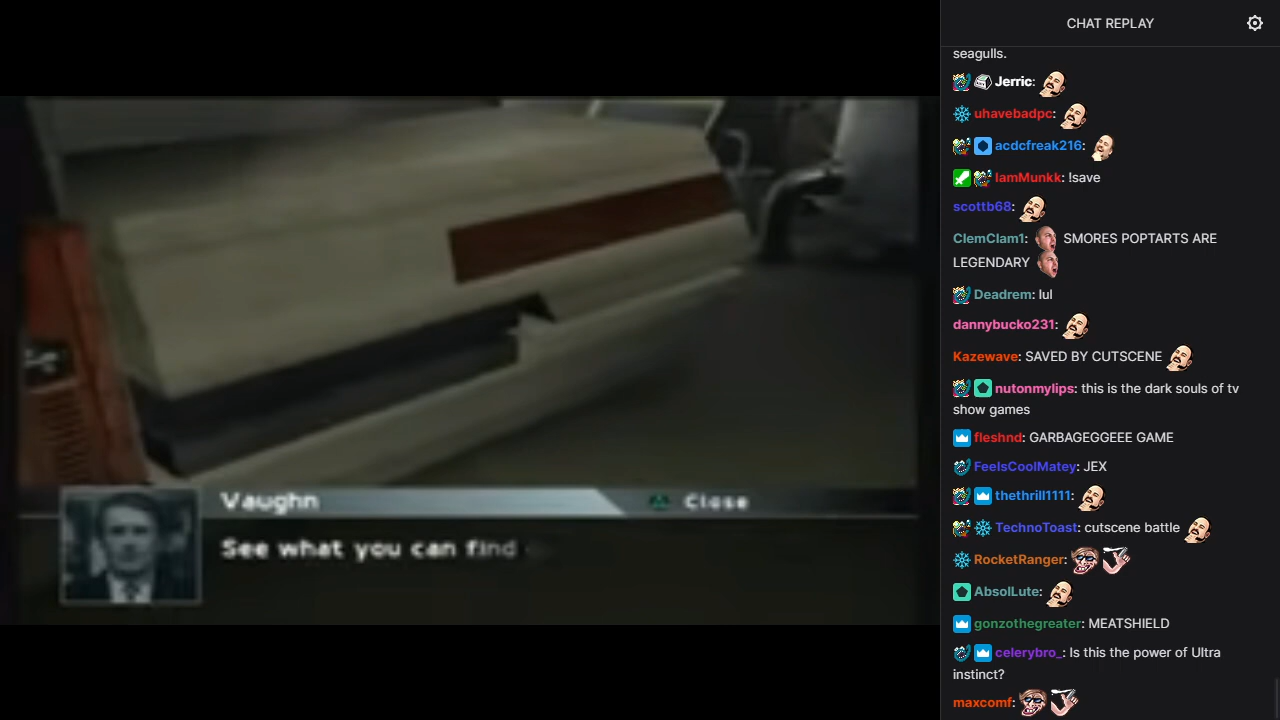 Vaughn
Close
See what you can find
CHAT REPLAY
seagulls.
Jerric:
uhavebadpc:
acdcfreak216:
IamMunkk: !save
scottb68:
ClemClam1: SMORES POPTARTS ARE
LEGENDARY
Deadrem: lul
dannybucko231:
Kazewave: SAVED BY CUTSCENE
nutonmylips: this is the dark souls of tv
show games
fleshnd: GARBAGEGGEEE GAME
FeelsCoolMatey: JEX
thethrill1111:
TechnoToast: cutscene battle
RocketRanger:
AbsolLute:
gonzothegreater: MEATSHIELD
celerybro_: Is this the power of Ultra
instinct?
maxcomf: